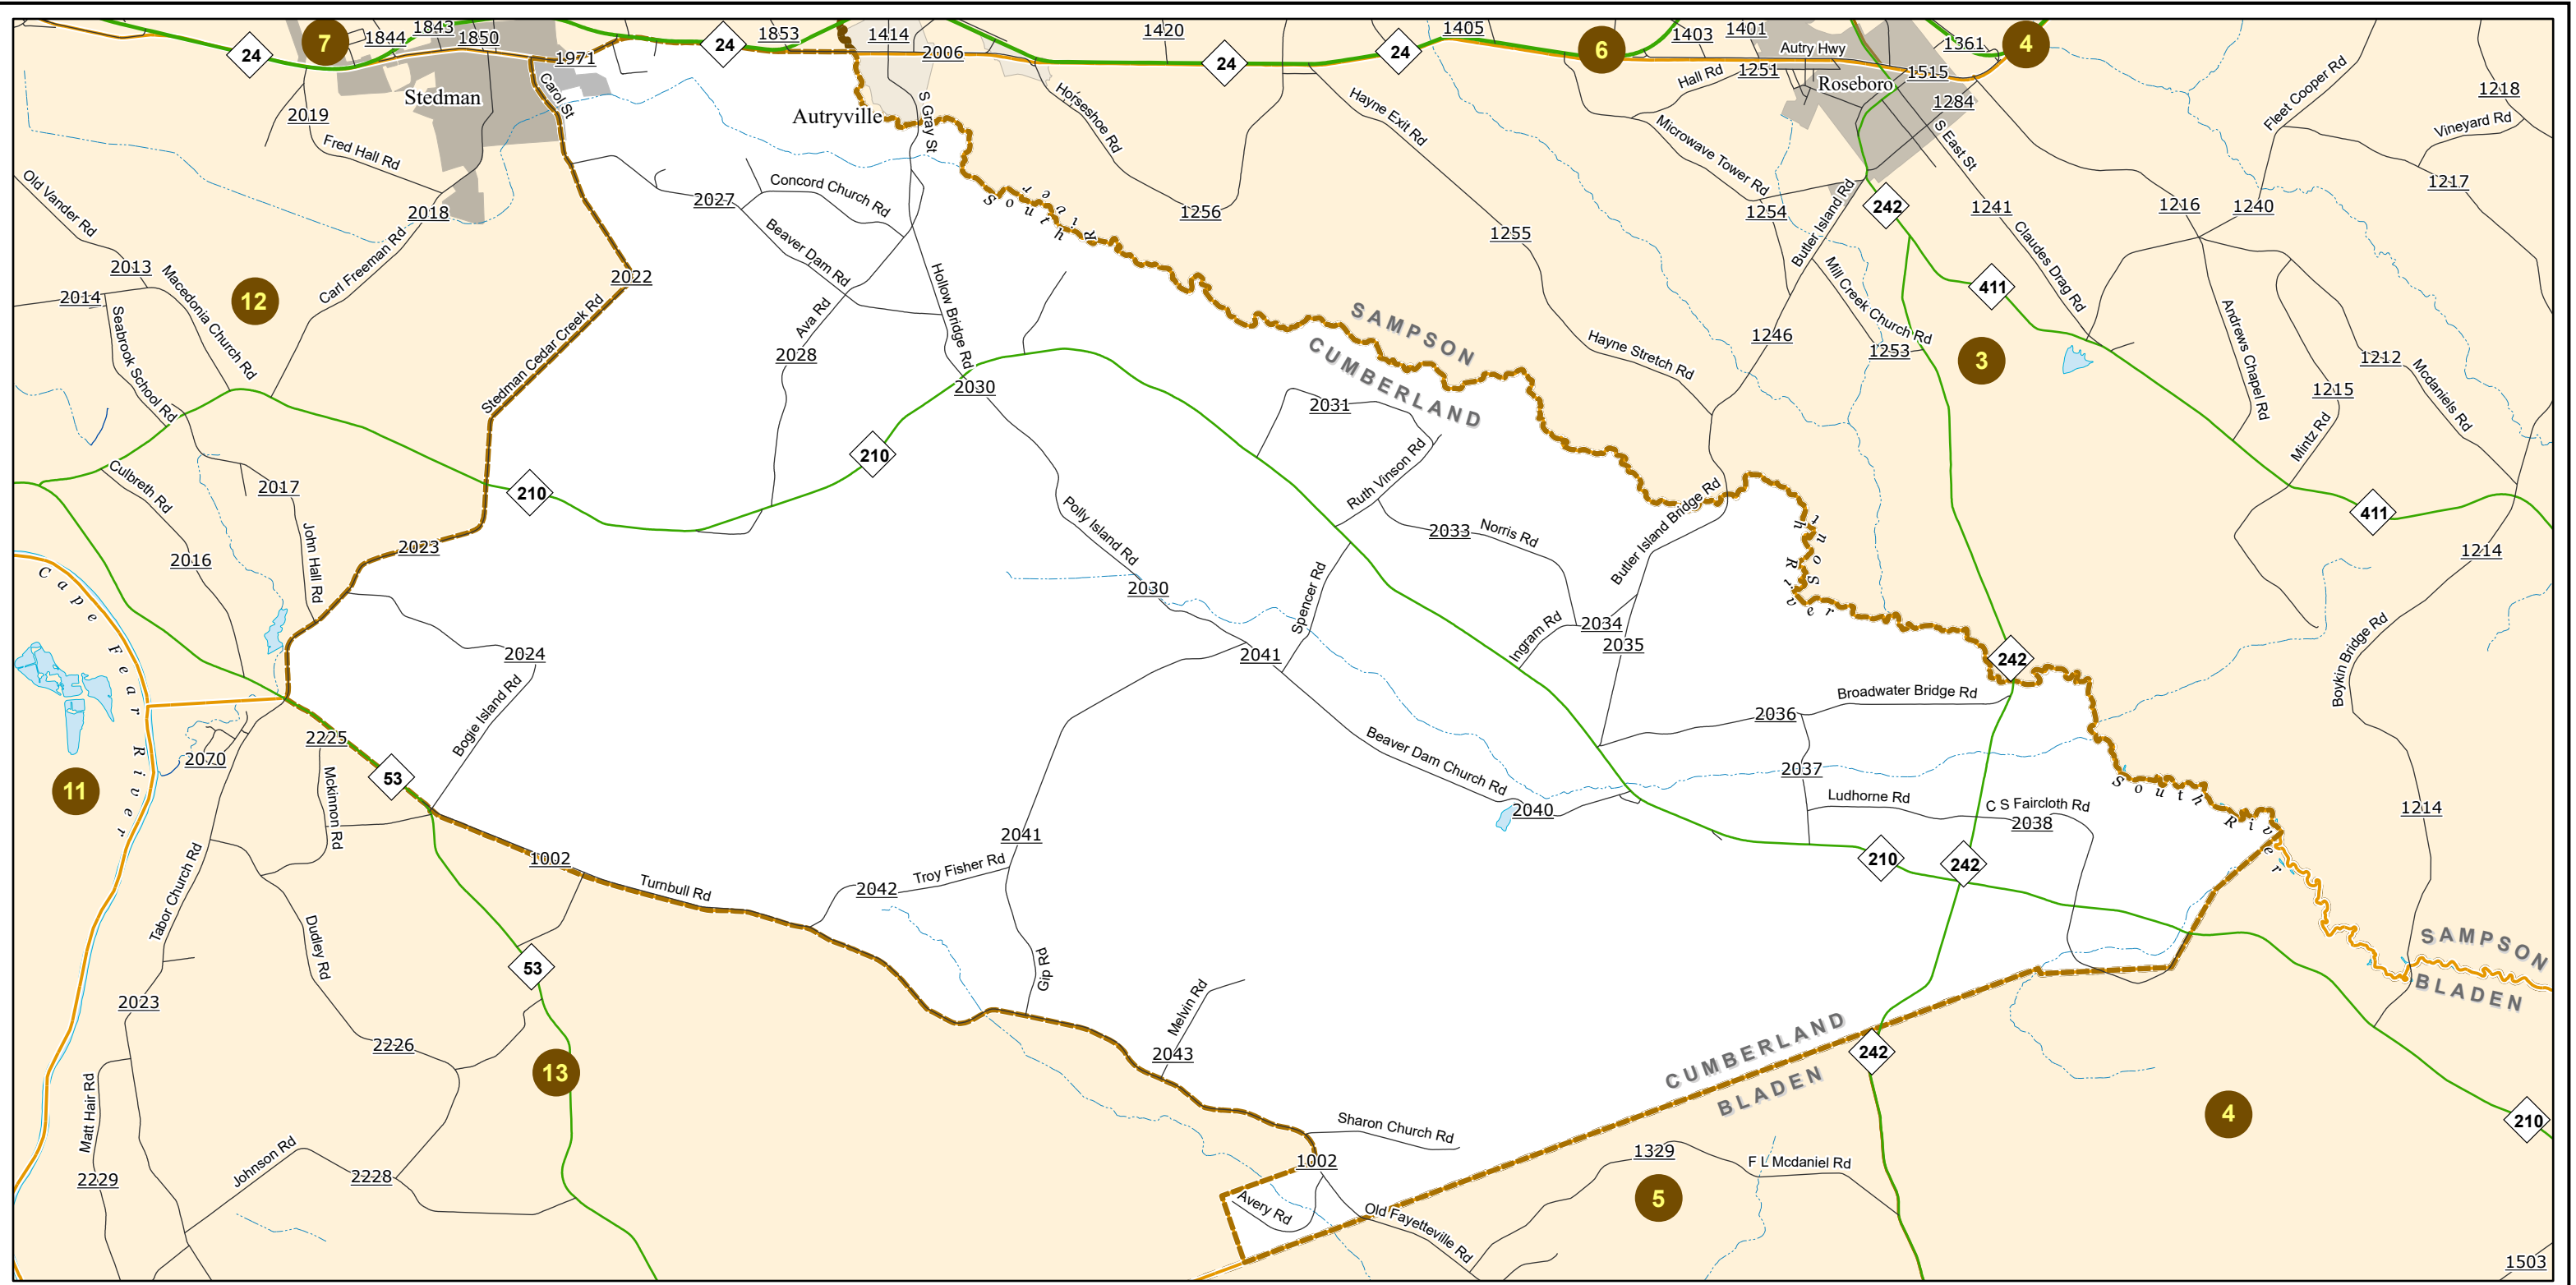 7
1844
1843
1850
24
1971
24
1853
1414
2006
1420
24
24
1405
6
1403
1401
Autry Hwy
1251
Hall Rd
Roseboro
1515
1361
4
1284
Fleet Cooper Rd
1218
Vineyard Rd
1217
Stedman
Carol St
Autryville
S Gray St
Horseshoe Rd
Hayne Exit Rd
Microwave Tower Rd
S East St
2019
Fred Hall Rd
Old Vander Rd
2018
Carl Freeman Rd
2013
2014
12
Macedonia Church Rd
Seabrook School Rd
2022
Stedman Cedar Creek Rd
2027
Concord Church Rd
Beaver Dam Rd
Ava Rd
2028
Hollow Bridge Rd
2030
South River
1256
1255
1254
242
1241
1216
1240
Butler Island Rd
Mill Creek Church Rd
Claudes Drag Rd
411
1246
1253
3
Andrews Chapel Rd
1212
1215
Mcdaniels Rd
Mintz Rd
411
1214
SAMPSON
CUMBERLAND
Hayne Stretch Rd
2031
Ruth Vinson Rd
2033
Norris Rd
Butler Island Bridge Rd
South River
210
210
Culbreth Rd
2017
2016
John Hall Rd
2023
Polly Island Rd
2030
Spencer Rd
2041
Ingram Rd
2034
2035
242
Boykin Bridge Rd
Cape Fear River
2024
Bogie Island Rd
2225
53
2070
11
Mckinnon Rd
Broadwater Bridge Rd
2036
2037
Beaver Dam Church Rd
2040
Ludhorne Rd
C S Faircloth Rd
2038
South River
1214
210
242
1002
Turnbull Rd
2042
Troy Fisher Rd
2041
Gip Rd
Tabor Church Rd
Dudley Rd
53
2023
2226
13
Melvin Rd
2043
SAMPSON
BLADEN
CUMBERLAND
BLADEN
242
4
210
Matt Hair Rd
2229
Johnson Rd
2228
Sharon Church Rd
1002
Avery Rd
Old Fayetteville Rd
1329
F L Mcdaniel Rd
5
1503